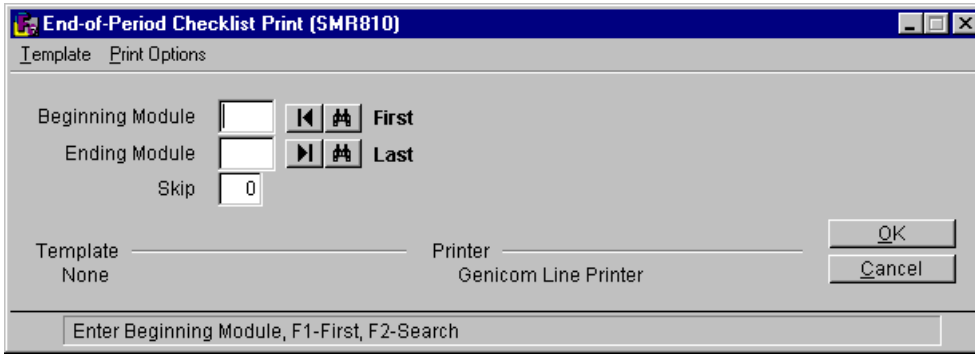 End-of-Period Checklist Print (SMR810)
Template Print Options
Beginning Module First
Ending Module Last
Skip 0
Template Printer OK
None Genicom Line Printer Cancel
Enter Beginning Module, F1-First, F2-Search